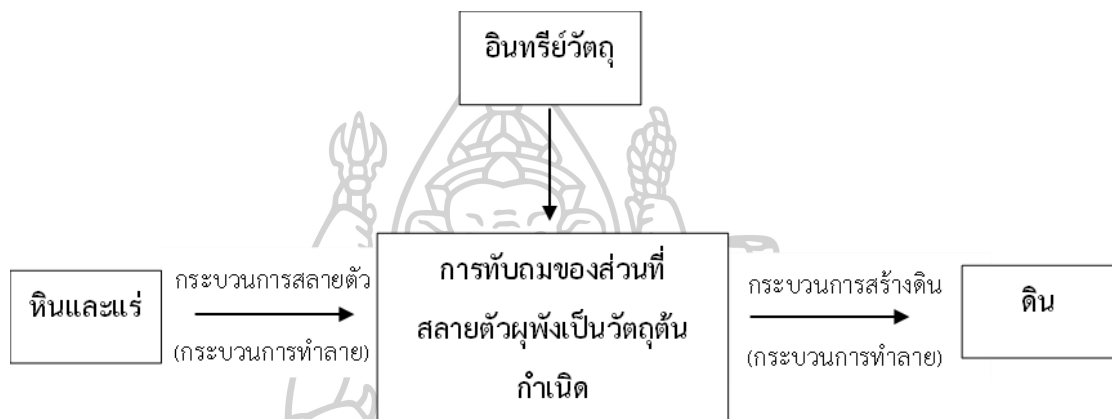 อินทรีย์วัตถุ
หินและแร่
กระบวนการสลายตัว
(กระบวนการทำลาย)
การทับถมของส่วนที่
สลายตัวผุพังเป็นวัตถุต้น
กำเนิด
กระบวนการสร้างดิน
(กระบวนการทำลาย)
ดิน